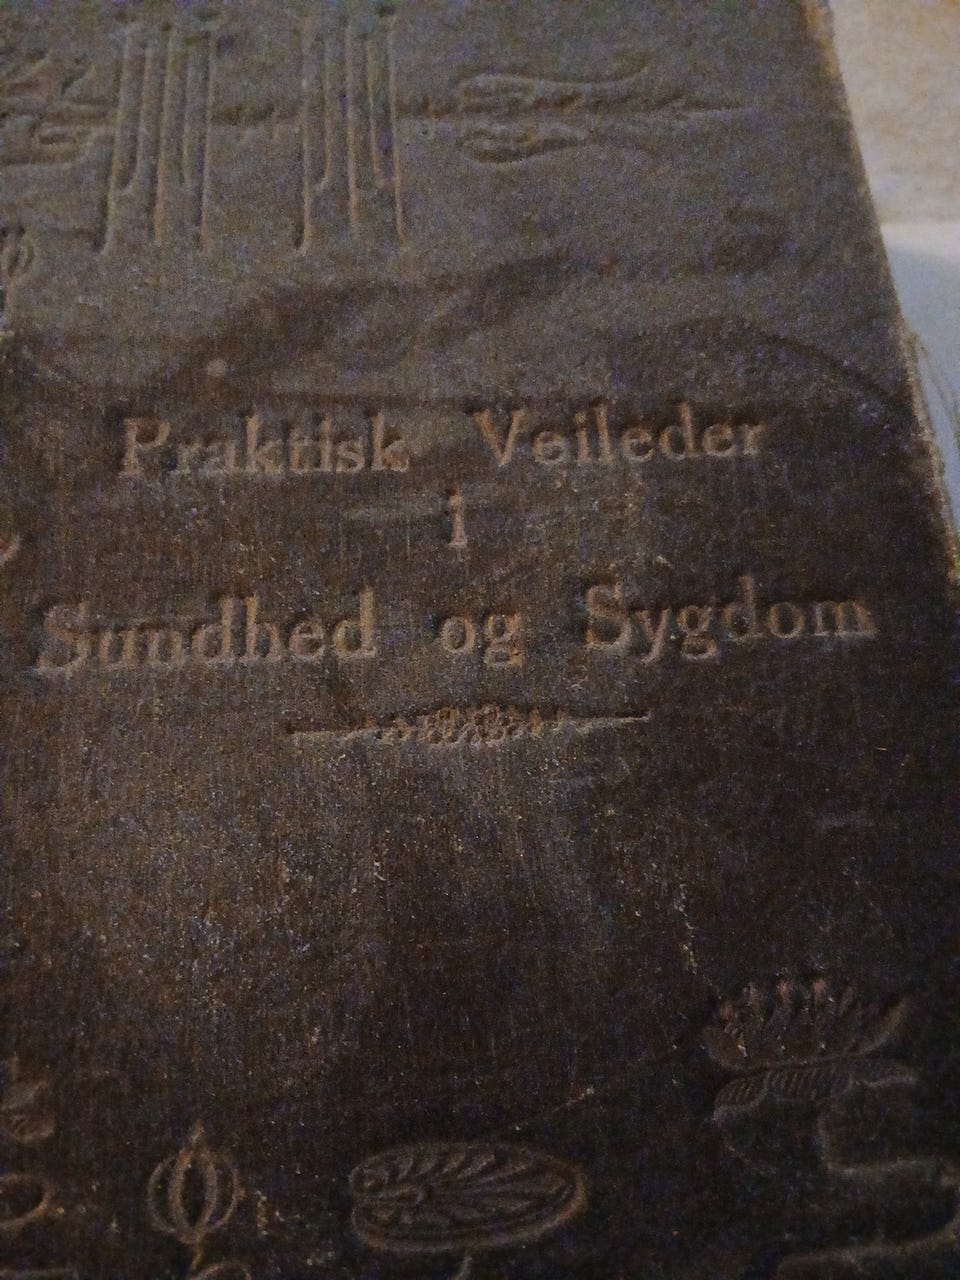 Praktisk Veileder
i
Sundhed og Sygdom